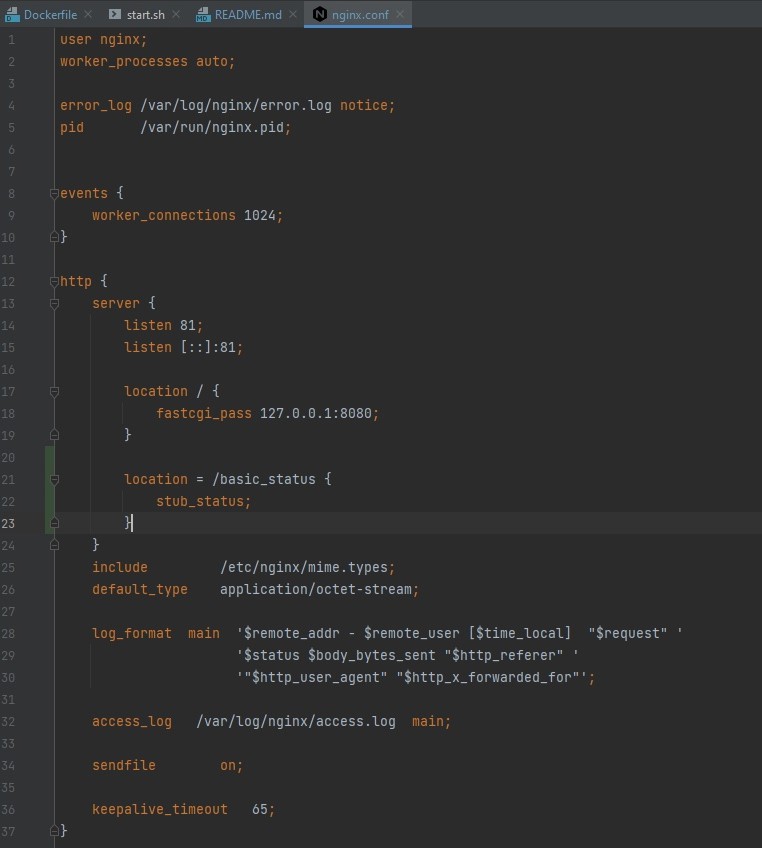 Dockerfile start.sh README.md nginx.conf
1 user nginx;
2 worker_processes auto;
3
4 error_log /var/log/nginx/error.log notice;
5 pid       /var/run/nginx.pid;
6
7
8 events {
9     worker_connections 1024;
10 }
11
12 http {
13     server {
14         listen 81;
15         listen [::]:81;
16
17         location / {
18             fastcgi_pass 127.0.0.1:8080;
19         }
20
21         location = /basic_status {
22             stub_status;
23         }
24     }
25     include         /etc/nginx/mime.types;
26     default_type    application/octet-stream;
27
28     log_format  main  '$remote_addr - $remote_user [$time_local]  "$request" '
29                       '$status $body_bytes_sent "$http_referer" '
30                       '"$http_user_agent" "$http_x_forwarded_for"';
31
32     access_log   /var/log/nginx/access.log  main;
33
34     sendfile        on;
35
36     keepalive_timeout   65;
37 }